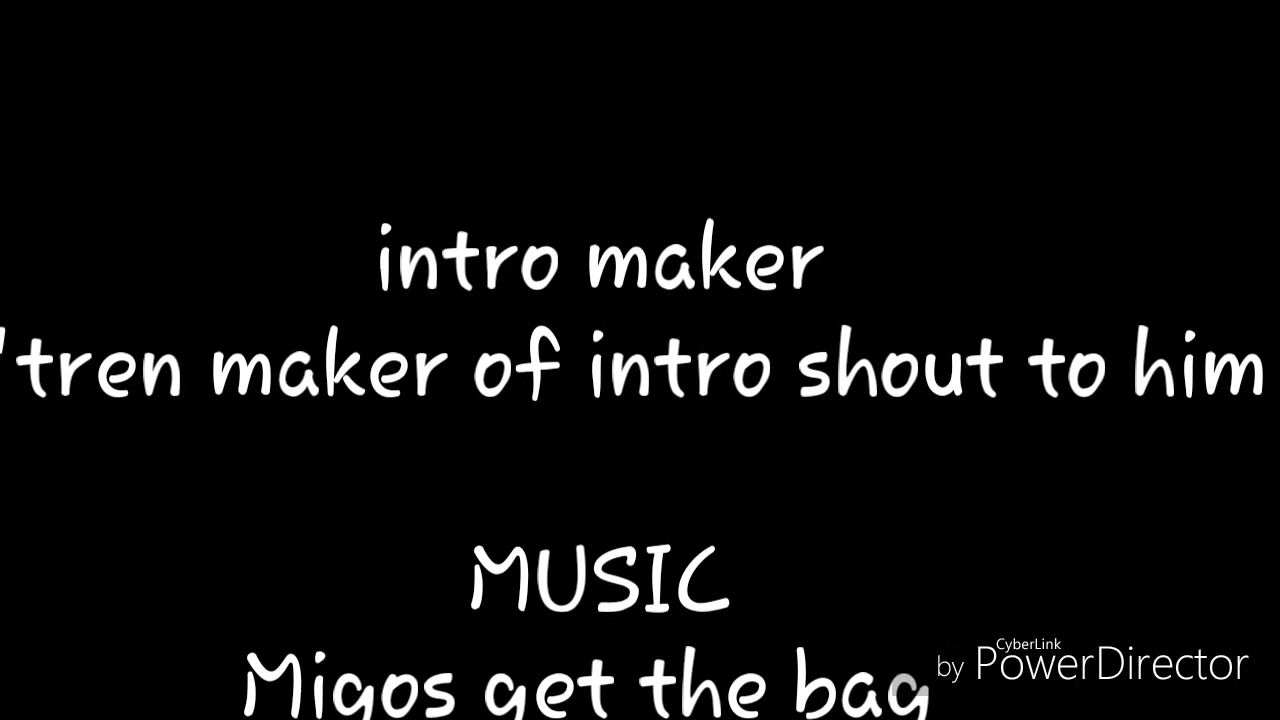 intro maker
'tren maker of intro shout to him
MUSIC
Migos get the bag
CyberLink
by PowerDirector